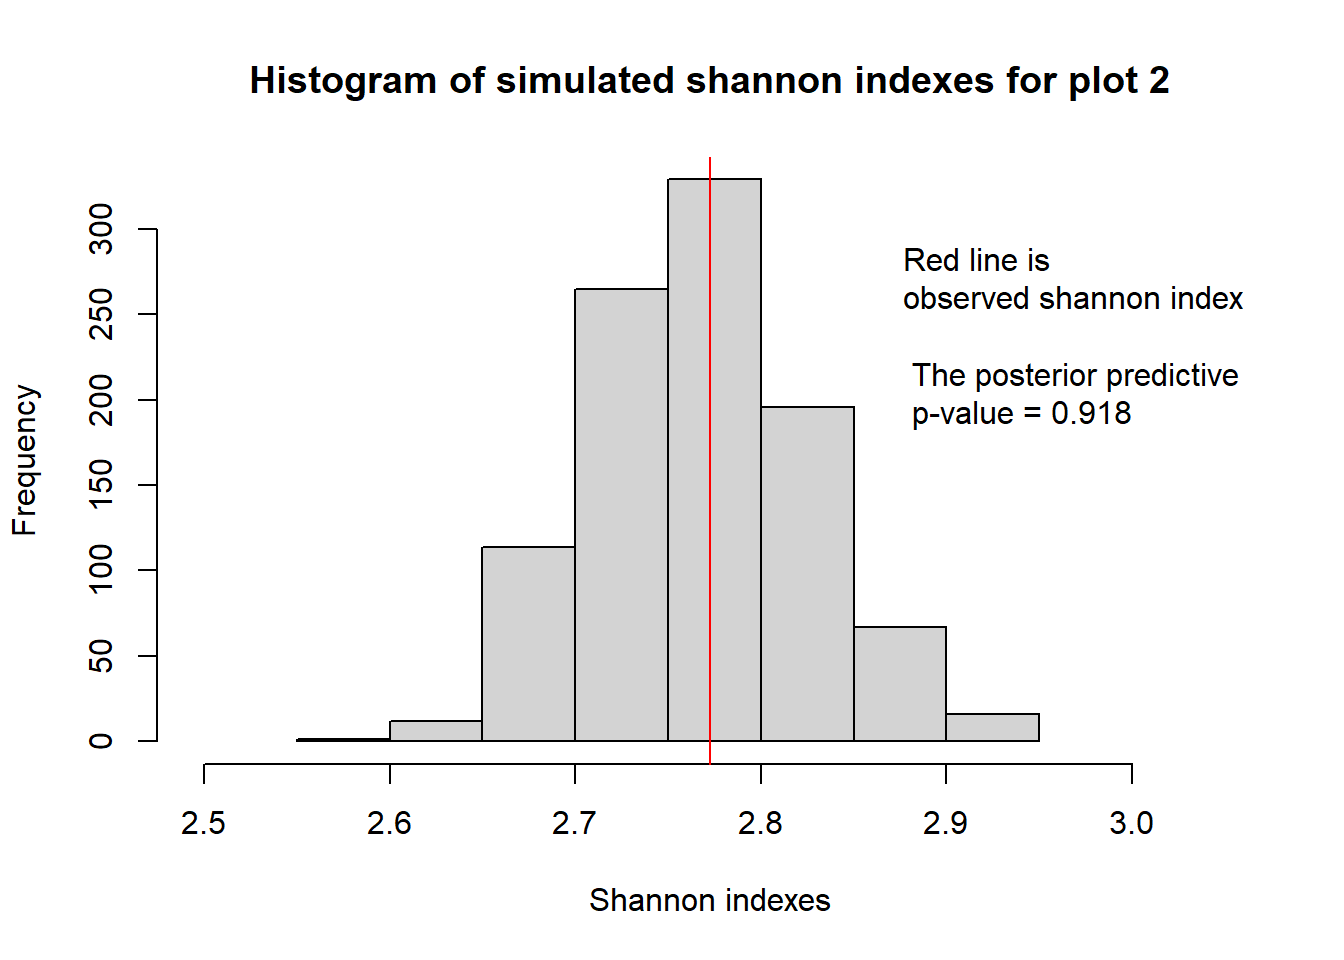 Histogram of simulated shannon indexes for plot 2
Frequency
300
250
200
150
100
50
0
Red line is
observed shannon index
The posterior predictive
p-value = 0.918
2.5 2.6 2.7 2.8 2.9 3.0
Shannon indexes